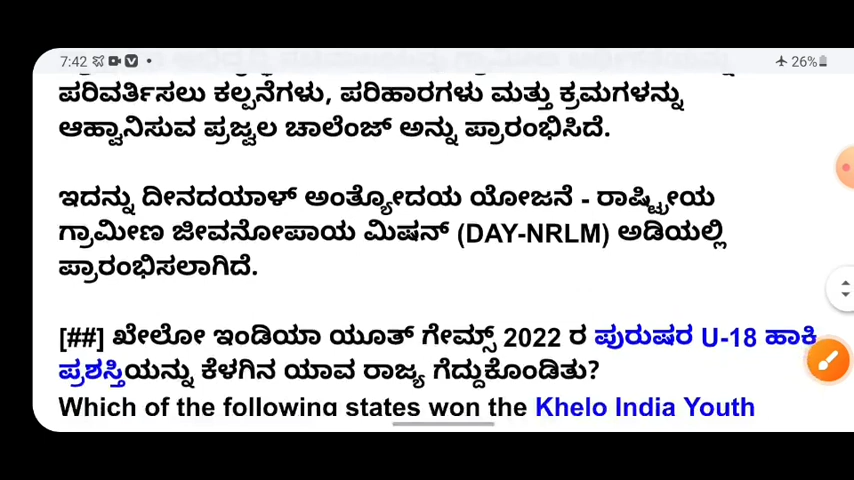 7:42
26%
ಪರಿವರ್ತಿಸಲು ಕಲ್ಪನೆಗಳು, ಪರಿಹಾರಗಳು ಮತ್ತು ಕ್ರಮಗಳನ್ನು
ಆಹ್ವಾನಿಸುವ ಪ್ರಜ್ವಲ ಚಾಲೆಂಜ್ ಅನ್ನು ಪ್ರಾರಂಭಿಸಿದೆ.
ಇದನ್ನು ದೀನದಯಾಳ್ ಅಂತ್ಯೋದಯ ಯೋಜನೆ - ರಾಷ್ಟ್ರೀಯ
ಗ್ರಾಮೀಣ ಜೀವನೋಪಾಯ ಮಿಷನ್ (DAY-NRLM) ಅಡಿಯಲ್ಲಿ
ಪ್ರಾರಂಭಿಸಲಾಗಿದೆ.
[##] ಖೇಲೋ ಇಂಡಿಯಾ ಯೂತ್ ಗೇಮ್ಸ್ 2022 ರ ಪುರುಷರ U-18 ಹಾಕಿ
ಪ್ರಶಸ್ತಿಯನ್ನು ಕೆಳಗಿನ ಯಾವ ರಾಜ್ಯ ಗೆದ್ದುಕೊಂಡಿತು?
Which of the following states won the Khelo India Youth